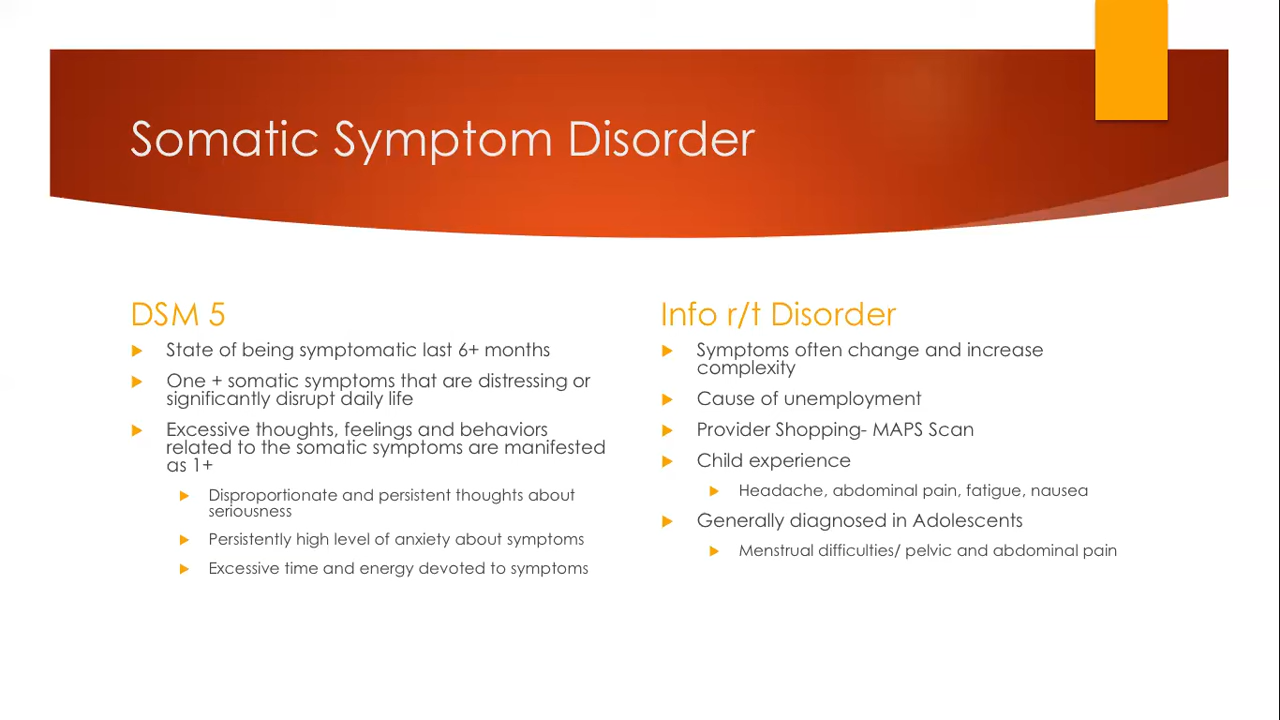 Somatic Symptom Disorder
DSM 5
State of being symptomatic last 6+ months
One + somatic symptoms that are distressing or
significantly disrupt daily life
Excessive thoughts, feelings and behaviors
related to the somatic symptoms are manifested
as 1+
Disproportionate and persistent thoughts about
seriousness
Persistently high level of anxiety about symptoms
Excessive time and energy devoted to symptoms
Info r/t Disorder
Symptoms often change and increase
complexity
Cause of unemployment
Provider Shopping- MAPS Scan
Child experience
Headache, abdominal pain, fatigue, nausea
Generally diagnosed in Adolescents
Menstrual difficulties/ pelvic and abdominal pain